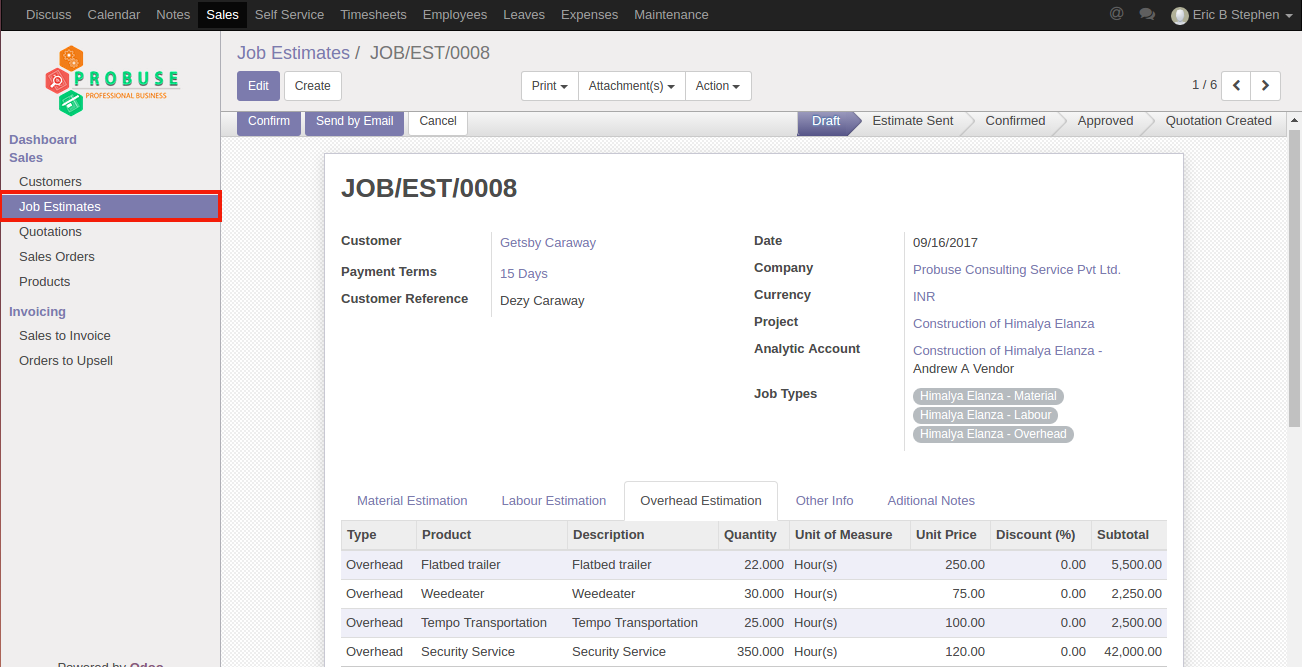 Discuss Calendar Notes Sales Self Service Timesheets Employees Leaves Expenses Maintenance @ Eric B Stephen
PROBUSE
PROFESSIONAL BUSINESS
Dashboard
Sales
Customers
Job Estimates
Quotations
Sales Orders
Products
Invoicing
Sales to Invoice
Orders to Upsell
Powered by Odoo
Job Estimates / JOB/EST/0008
Edit Create Print Attachment(s) Action 1 / 6
Confirm Send by Email Cancel Draft Estimate Sent Confirmed Approved Quotation Created
JOB/EST/0008
Customer Getsby Caraway
Payment Terms 15 Days
Customer Reference Dezy Caraway
Date 09/16/2017
Company Probuse Consulting Service Pvt Ltd.
Currency INR
Project Construction of Himalya Elanza
Analytic Account Construction of Himalya Elanza -
Andrew A Vendor
Job Types Himalya Elanza - Material
Himalya Elanza - Labour
Himalya Elanza - Overhead
Material Estimation Labour Estimation Overhead Estimation Other Info Aditional Notes
Type Product Description Quantity Unit of Measure Unit Price Discount (%) Subtotal
Overhead Flatbed trailer Flatbed trailer 22.000 Hour(s) 250.00 0.00 5,500.00
Overhead Weedeater Weedeater 30.000 Hour(s) 75.00 0.00 2,250.00
Overhead Tempo Transportation Tempo Transportation 25.000 Hour(s) 100.00 0.00 2,500.00
Overhead Security Service Security Service 350.000 Hour(s) 120.00 0.00 42,000.00